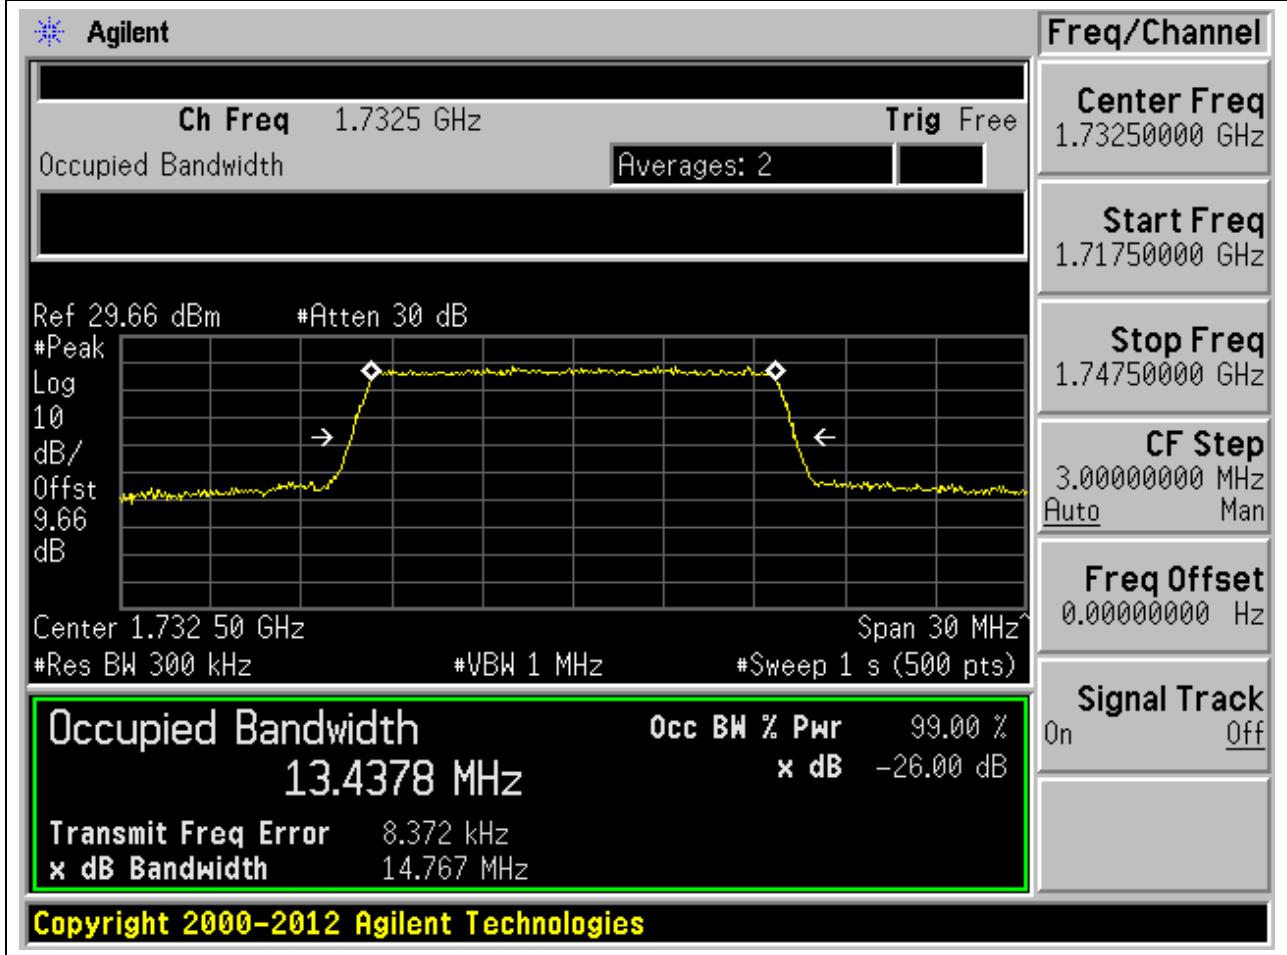 Agilent
Freq/Channel
Ch Freq 1.7325 GHz Trig Free
Occupied Bandwidth Averages: 2
Center Freq
1.73250000 GHz
Start Freq
1.71750000 GHz
Stop Freq
1.74750000 GHz
CF Step
3.00000000 MHz
Auto Man
Freq Offset
0.00000000 Hz
Signal Track
On Off
Ref 29.66 dBm #Atten 30 dB
#Peak
Log
10
dB/
Offst
9.66
dB
Center 1.732 50 GHz Span 30 MHz^
#Res BW 300 kHz #VBW 1 MHz #Sweep 1 s (500 pts)
Occupied Bandwidth Occ BW % Pwr 99.00 %
13.4378 MHz x dB -26.00 dB
Transmit Freq Error 8.372 kHz
x dB Bandwidth 14.767 MHz
Copyright 2000-2012 Agilent Technologies